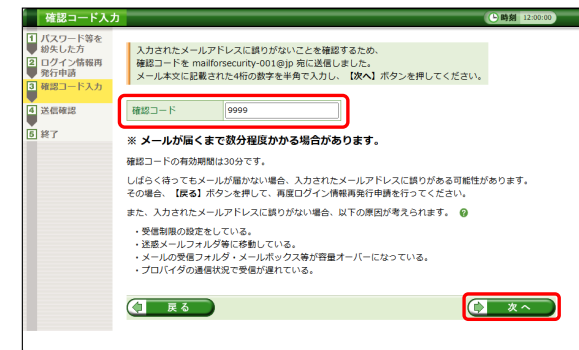 確認コード入力
時刻 12:00:00
1 パスワード等を
紛失した方
2 ログイン情報再
発行申請
3 確認コード入力
4 送信確認
5 終了
入力されたメールアドレスに誤りがないことを確認するため、
確認コードを mailforsecurity-001@jp 宛に送信しました。
メール本文に記載された4桁の数字を半角で入力し、【次へ】ボタンを押してください。
確認コード 9999
※ メールが届くまで数分程度かかる場合があります。
確認コードの有効期間は30分です。
しばらく待ってもメールが届かない場合、入力されたメールアドレスに誤りがある可能性があります。
その場合、【戻る】ボタンを押して、再度ログイン情報再発行申請を行ってください。
また、入力されたメールアドレスに誤りがない場合、以下の原因が考えられます。 ?
・受信制限の設定をしている。
・迷惑メールフォルダ等に移動している。
・メールの受信フォルダ・メールボックス等が容量オーバーになっている。
・プロバイダの通信状況で受信が遅れている。
戻る
次へ